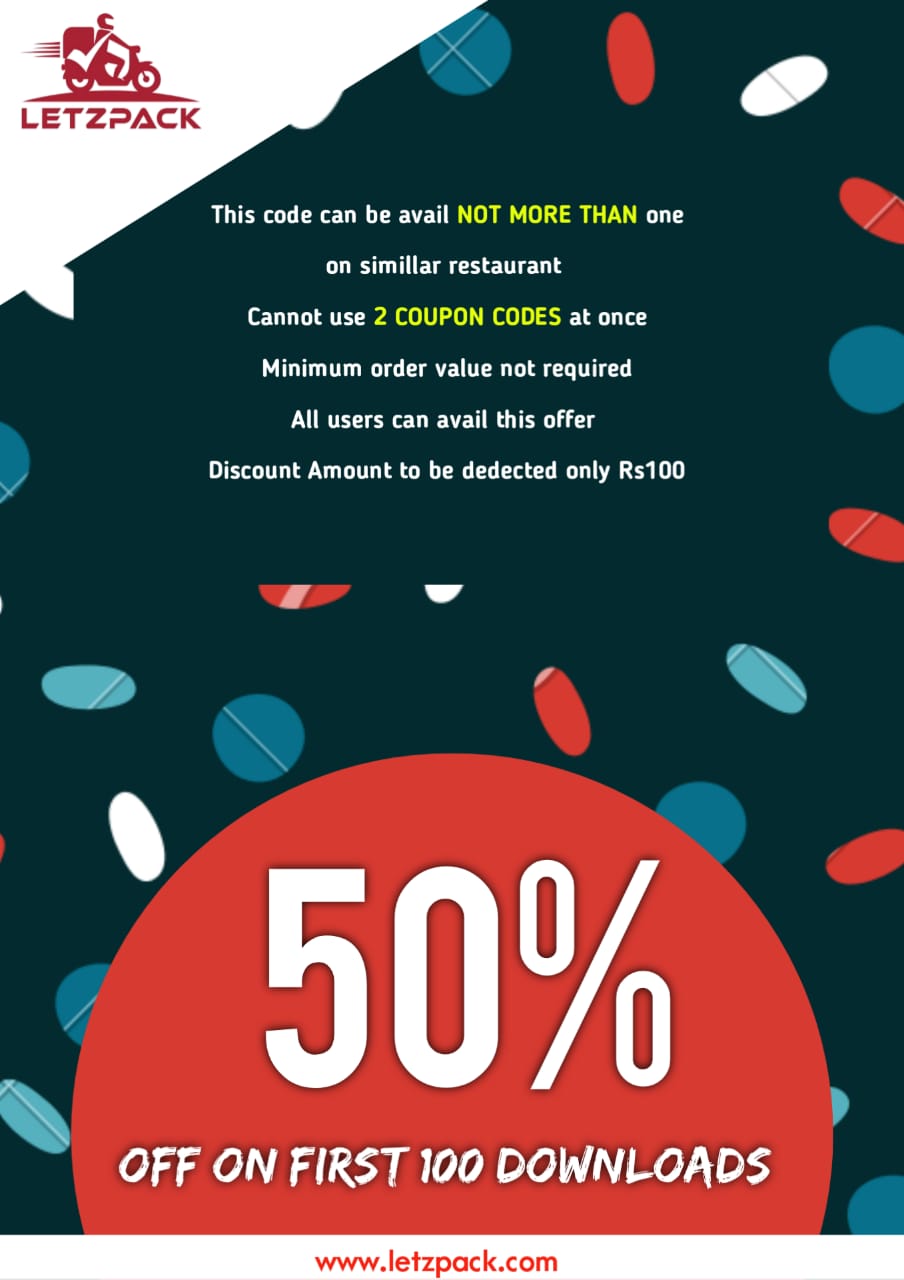 LETZPACK
This code can be avail NOT MORE THAN one
on simillar restaurant
Cannot use 2 COUPON CODES at once
Minimum order value not required
All users can avail this offer
Discount Amount to be dedected only Rs100
50%
OFF ON FIRST 100 DOWNLOADS
www.letzpack.com